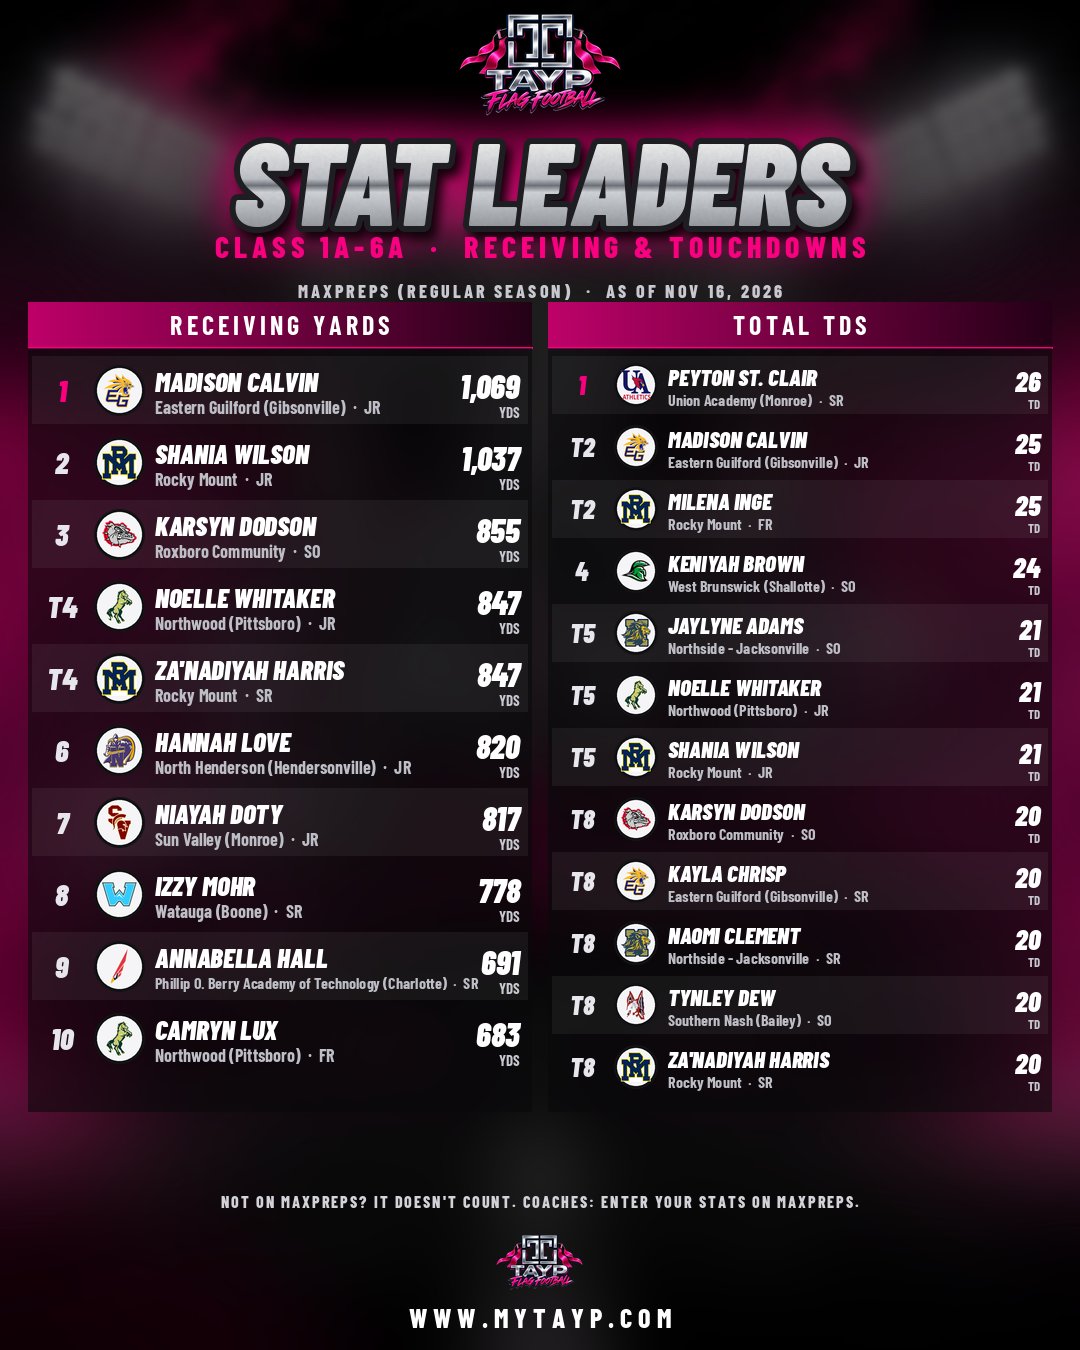 TAYP
FLAG FOOTBALL
STAT LEADERS
CLASS 1A-6A · RECEIVING & TOUCHDOWNS
MAXPREPS (REGULAR SEASON) · AS OF NOV 16, 2026
RECEIVING YARDS
1 MADISON CALVIN 1,069
Eastern Guilford (Gibsonville) · JR YDS
2 SHANIA WILSON 1,037
Rocky Mount · JR YDS
3 KARSYN DODSON 855
Roxboro Community · SO YDS
T4 NOELLE WHITAKER 847
Northwood (Pittsboro) · JR YDS
T4 ZA'NADIYAH HARRIS 847
Rocky Mount · SR YDS
6 HANNAH LOVE 820
North Henderson (Hendersonville) · JR YDS
7 NIAYAH DOTY 817
Sun Valley (Monroe) · JR YDS
8 IZZY MOHR 778
Watauga (Boone) · SR YDS
9 ANNABELLA HALL 691
Phillip O. Berry Academy of Technology (Charlotte) · SR YDS
10 CAMRYN LUX 683
Northwood (Pittsboro) · FR YDS
TOTAL TDS
1 PEYTON ST. CLAIR 26
Union Academy (Monroe) · SR TD
T2 MADISON CALVIN 25
Eastern Guilford (Gibsonville) · JR TD
T2 MILENA INGE 25
Rocky Mount · FR TD
4 KENIYAH BROWN 24
West Brunswick (Shallotte) · SO TD
T5 JAYLYNE ADAMS 21
Northside - Jacksonville · SO TD
T5 NOELLE WHITAKER 21
Northwood (Pittsboro) · JR TD
T5 SHANIA WILSON 21
Rocky Mount · JR TD
T8 KARSYN DODSON 20
Roxboro Community · SO TD
T8 KAYLA CHRISP 20
Eastern Guilford (Gibsonville) · SR TD
T8 NAOMI CLEMENT 20
Northside - Jacksonville · SR TD
T8 TYNLEY DEW 20
Southern Nash (Bailey) · SO TD
T8 ZA'NADIYAH HARRIS 20
Rocky Mount · SR TD
NOT ON MAXPREPS? IT DOESN'T COUNT. COACHES: ENTER YOUR STATS ON MAXPREPS.
TAYP
FLAG FOOTBALL
WWW.MYTAYP.COM